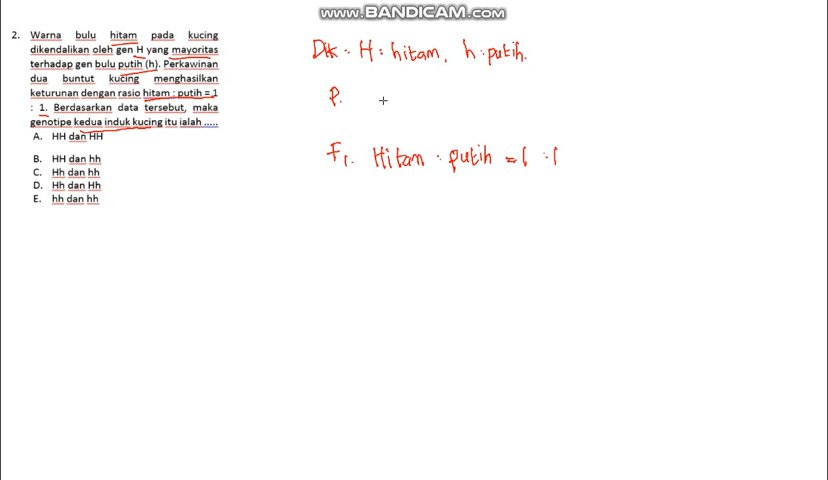 www.BANDICAM.com
2. Warna bulu hitam pada kucing
dikendalikan oleh gen H yang mayoritas
terhadap gen bulu putih (h). Perkawinan
dua buntut kucing menghasilkan
keturunan dengan rasio hitam : putih = 1
: 1. Berdasarkan data tersebut, maka
genotipe kedua induk kucing itu ialah .....
A. HH dan HH
B. HH dan hh
C. Hh dan hh
D. Hh dan Hh
E. hh dan hh
Dik : H : hitam, h : putih.
P.
F1. Hitam : putih = 1 : 1